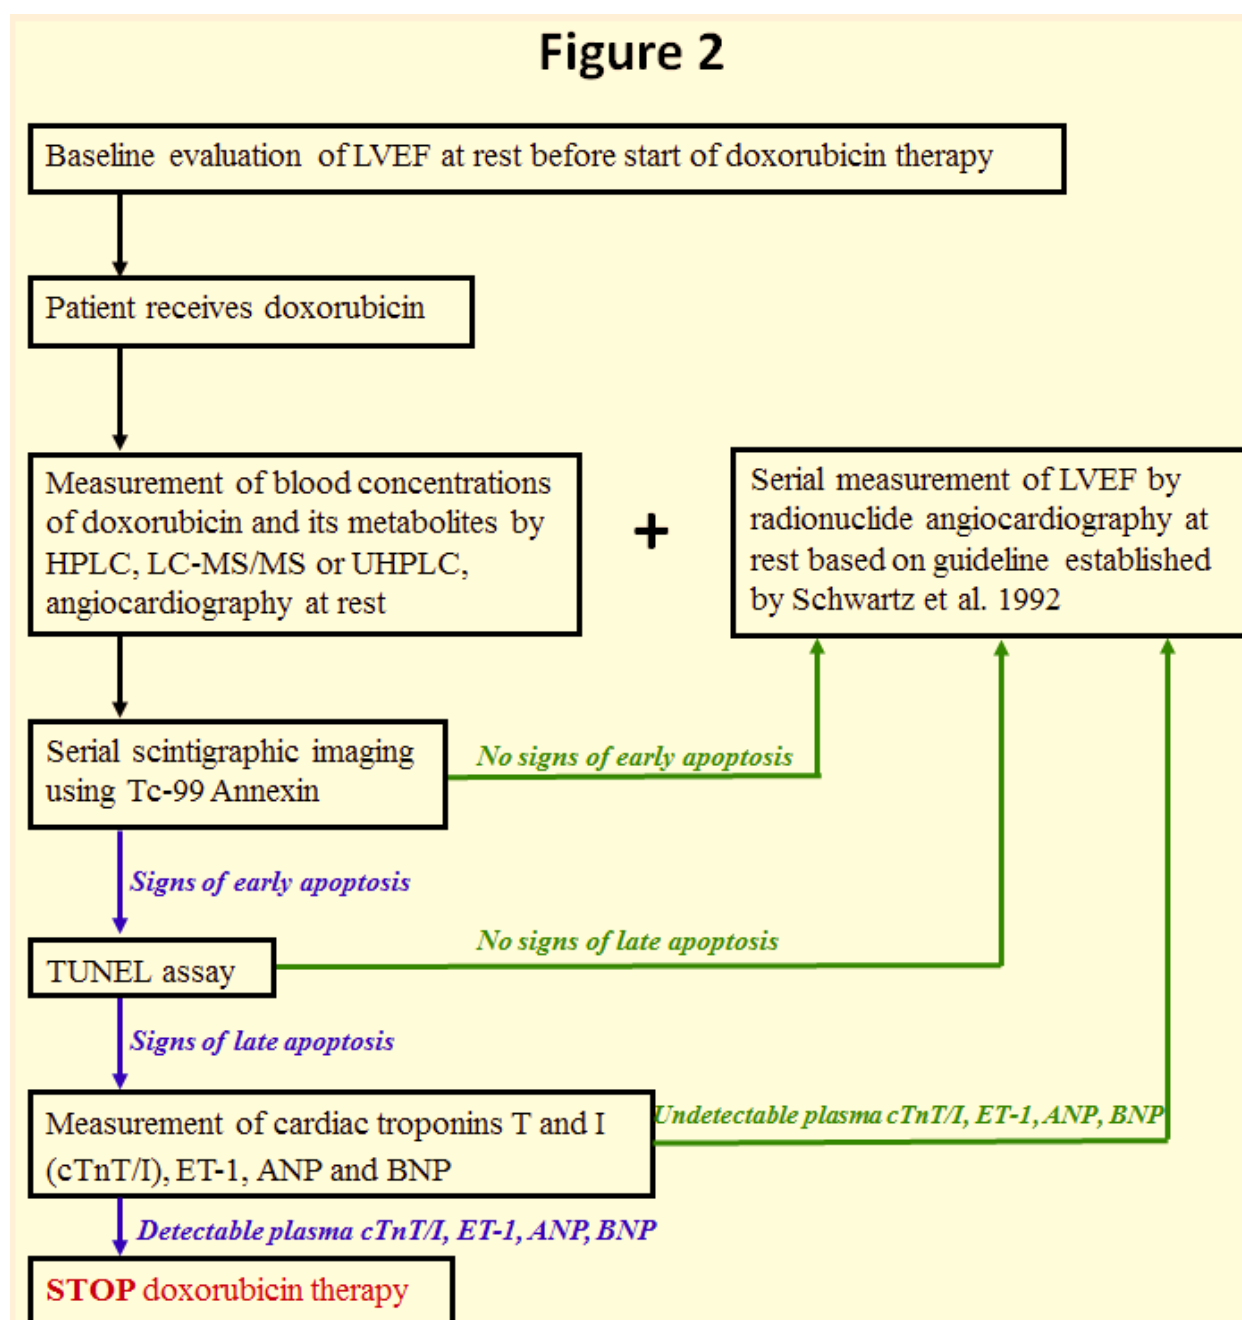 Figure 2
Baseline evaluation of LVEF at rest before start of doxorubicin therapy
Patient receives doxorubicin
Measurement of blood concentrations
of doxorubicin and its metabolites by
HPLC, LC-MS/MS or UHPLC,
angiocardiography at rest
+
Serial measurement of LVEF by
radionuclide angiocardiography at
rest based on guideline established
by Schwartz et al. 1992
Serial scintigraphic imaging
using Tc-99 Annexin
No signs of early apoptosis
Signs of early apoptosis
TUNEL assay
No signs of late apoptosis
Signs of late apoptosis
Measurement of cardiac troponins T and I
(cTnT/I), ET-1, ANP and BNP
Undetectable plasma cTnT/I, ET-1, ANP, BNP
Detectable plasma cTnT/I, ET-1, ANP, BNP
STOP doxorubicin therapy